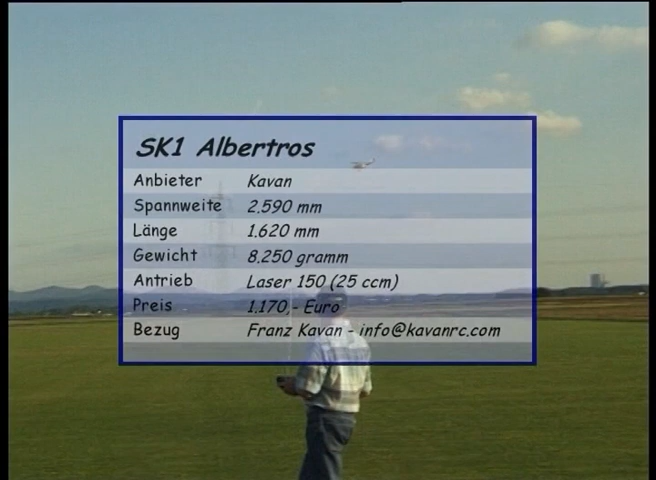 SK1 Albertros
Anbieter Kavan
Spannweite 2.590 mm
Länge 1.620 mm
Gewicht 8.250 gramm
Antrieb Laser 150 (25 ccm)
Preis 1.170,- Euro
Bezug Franz Kavan - info@kavanrc.com